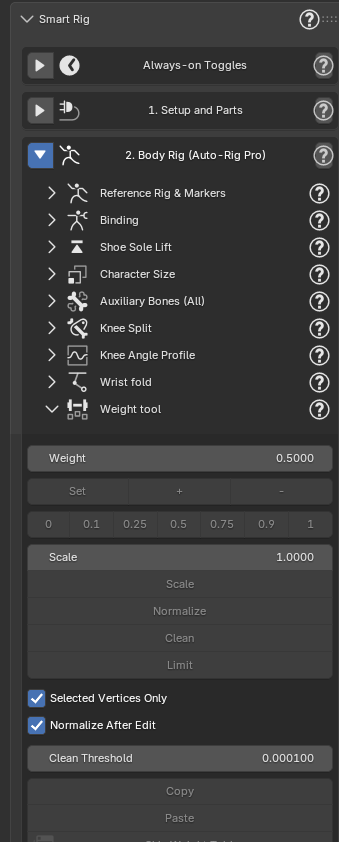 Smart Rig
Always-on Toggles
1. Setup and Parts
2. Body Rig (Auto-Rig Pro)
Reference Rig & Markers
Binding
Shoe Sole Lift
Character Size
Auxiliary Bones (All)
Knee Split
Knee Angle Profile
Wrist fold
Weight tool
Weight 0.5000
Set + -
0 0.1 0.25 0.5 0.75 0.9 1
Scale 1.0000
Scale
Normalize
Clean
Limit
Selected Vertices Only
Normalize After Edit
Clean Threshold 0.000100
Copy
Paste